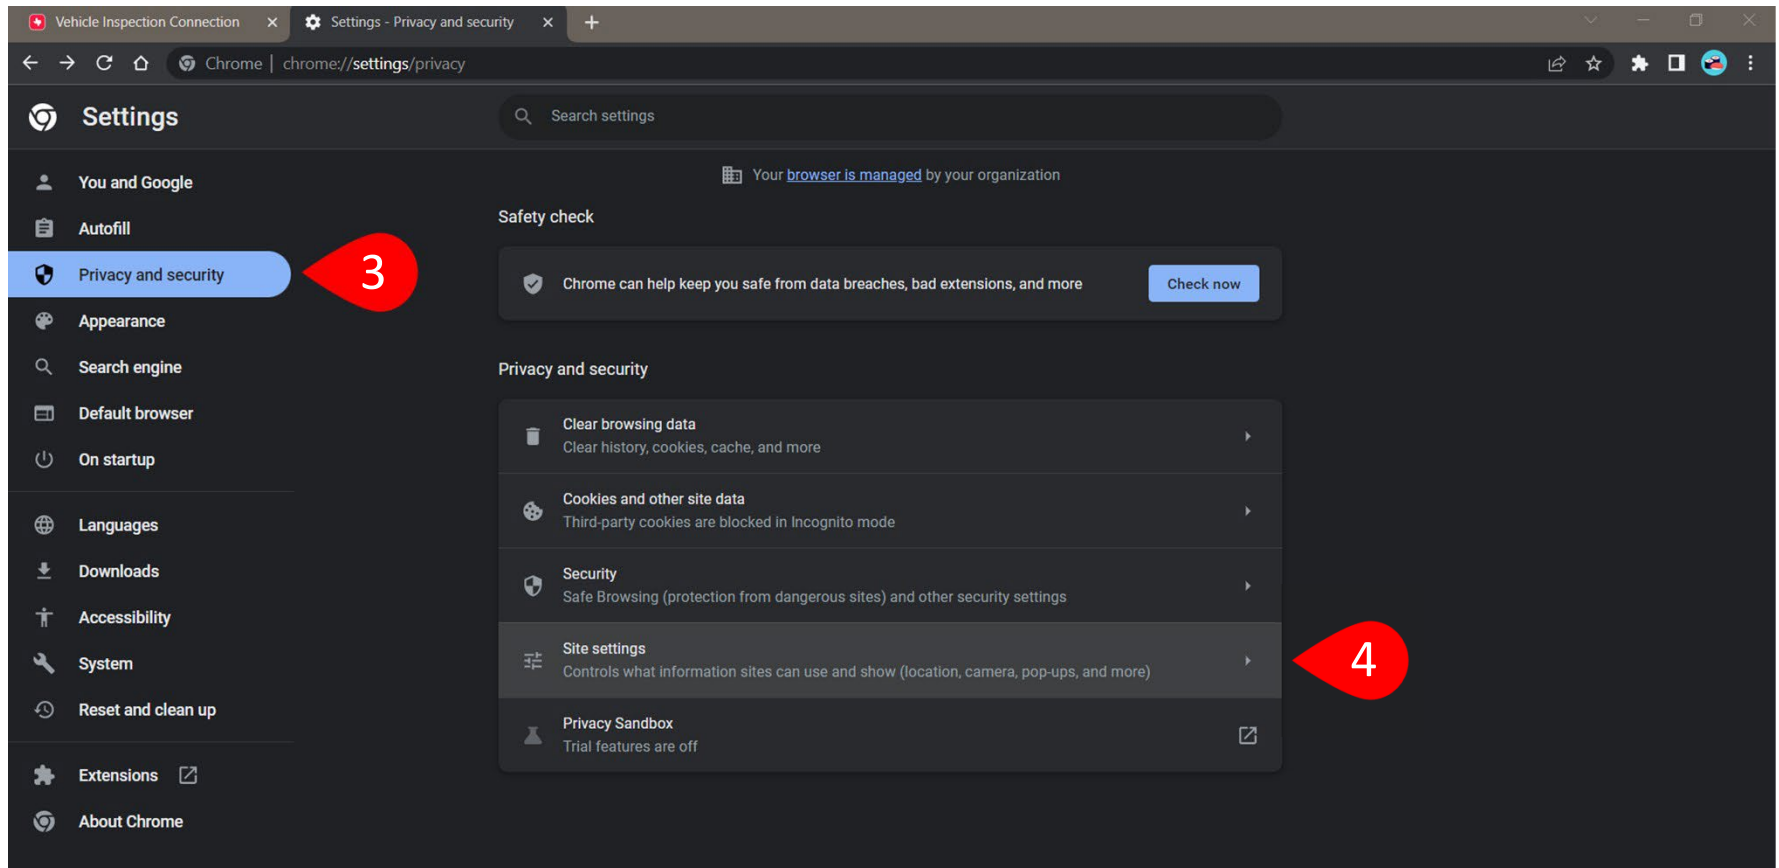 Vehicle Inspection Connection
Settings - Privacy and security
Chrome | chrome://settings/privacy
Settings
Search settings
You and Google
Autofill
Privacy and security
Appearance
Search engine
Default browser
On startup
Languages
Downloads
Accessibility
System
Reset and clean up
Extensions
About Chrome
3
Your browser is managed by your organization
Safety check
Chrome can help keep you safe from data breaches, bad extensions, and more
Check now
Privacy and security
Clear browsing data
Clear history, cookies, cache, and more
Cookies and other site data
Third-party cookies are blocked in Incognito mode
Security
Safe Browsing (protection from dangerous sites) and other security settings
Site settings
Controls what information sites can use and show (location, camera, pop-ups, and more)
4
Privacy Sandbox
Trial features are off